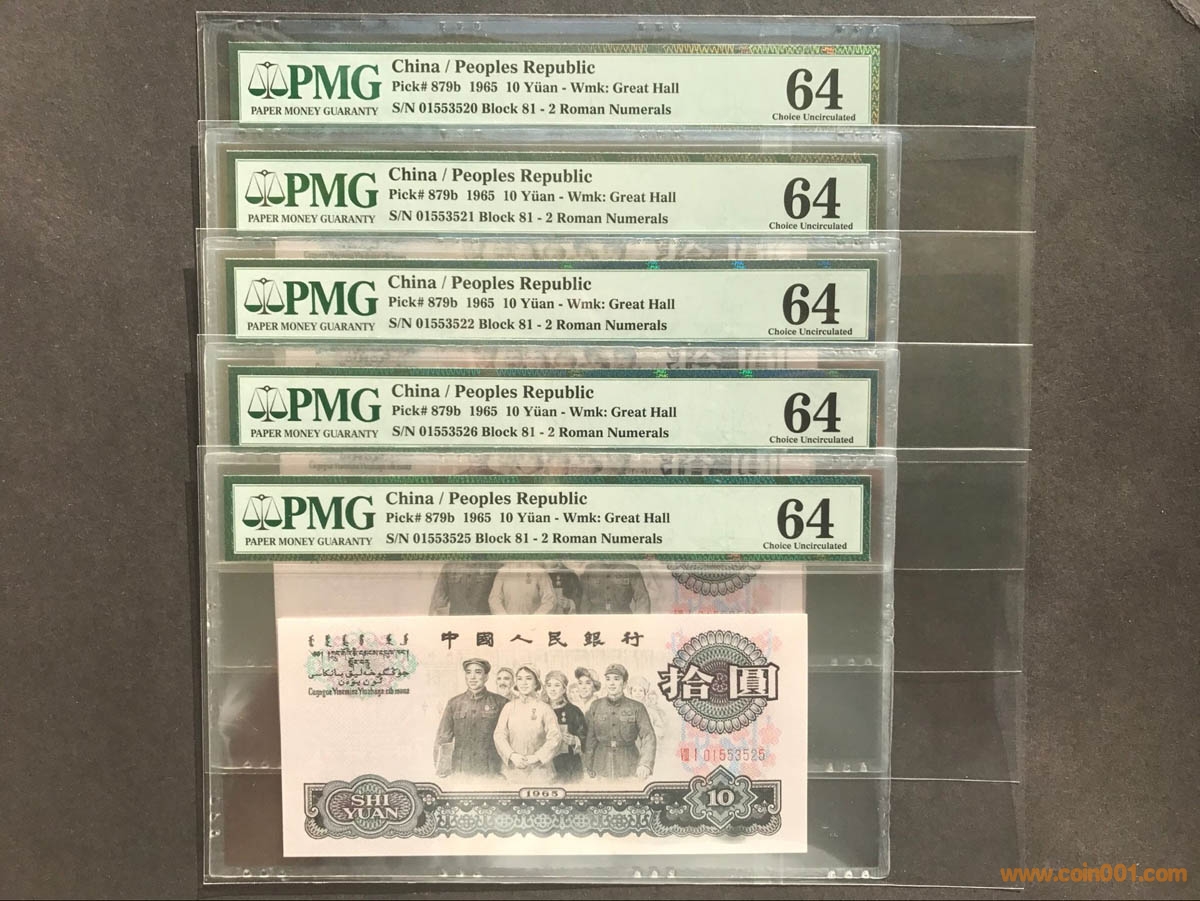 PMG
PAPER MONEY GUARANTY
China / Peoples Republic
Pick# 879b 1965 10 Yüan - Wmk: Great Hall
S/N 01553520 Block 81 - 2 Roman Numerals
64
Choice Uncirculated
PMG
PAPER MONEY GUARANTY
China / Peoples Republic
Pick# 879b 1965 10 Yüan - Wmk: Great Hall
S/N 01553521 Block 81 - 2 Roman Numerals
64
Choice Uncirculated
PMG
PAPER MONEY GUARANTY
China / Peoples Republic
Pick# 879b 1965 10 Yüan - Wmk: Great Hall
S/N 01553522 Block 81 - 2 Roman Numerals
64
Choice Uncirculated
PMG
PAPER MONEY GUARANTY
China / Peoples Republic
Pick# 879b 1965 10 Yüan - Wmk: Great Hall
S/N 01553526 Block 81 - 2 Roman Numerals
64
Choice Uncirculated
PMG
PAPER MONEY GUARANTY
China / Peoples Republic
Pick# 879b 1965 10 Yüan - Wmk: Great Hall
S/N 01553525 Block 81 - 2 Roman Numerals
64
Choice Uncirculated
中國人民銀行
拾圓
VIII I 01553525
1965
SHI
YUAN
10
www.coin001.com